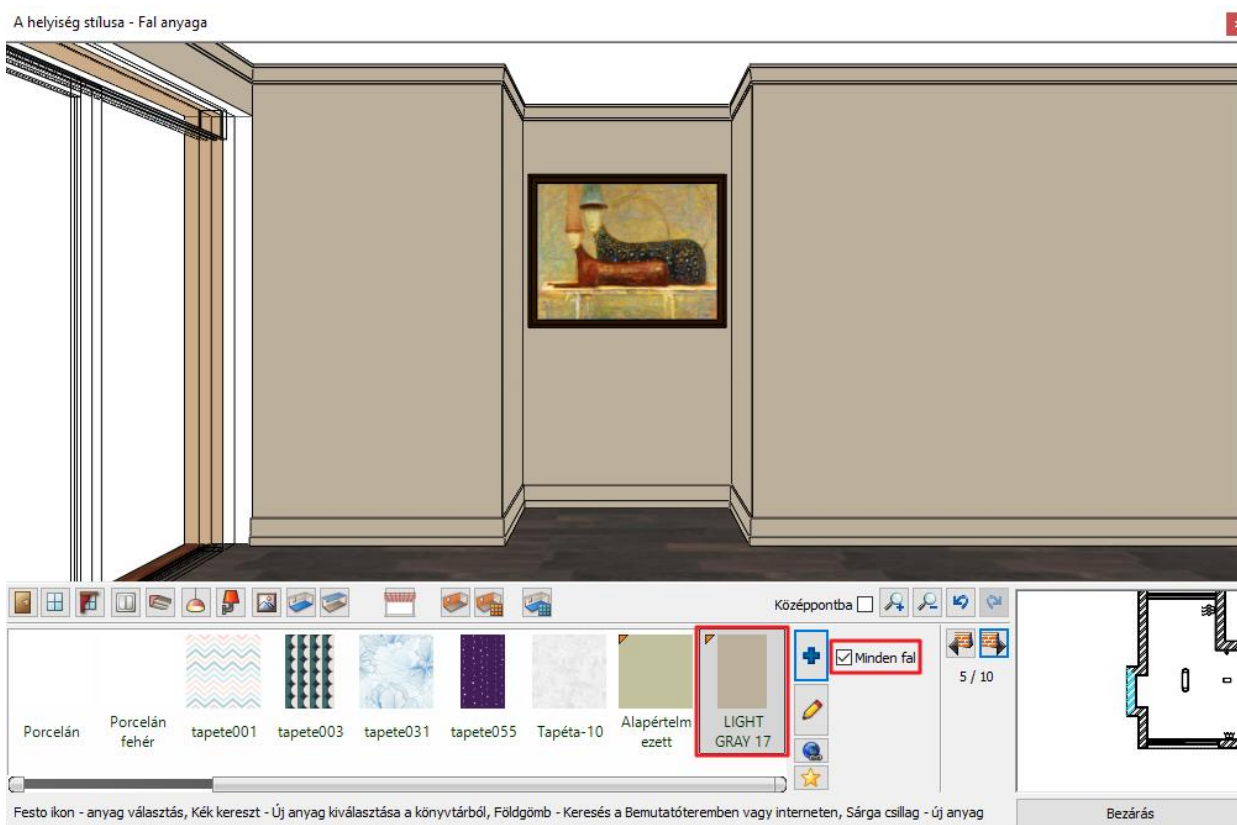 A helyiség stílusa - Fal anyaga
Középpontba
Minden fal
5 / 10
Porcelán
Porcelán
fehér
tapete001
tapete003
tapete031
tapete055
Tapéta-10
Alapértelm
ezett
LIGHT
GRAY 17
Festo ikon - anyag választás, Kék kereszt - Új anyag kiválasztása a könyvtárból, Földgömb - Keresés a Bemutatóteremben vagy interneten, Sárga csillag - új anyag
Bezárás